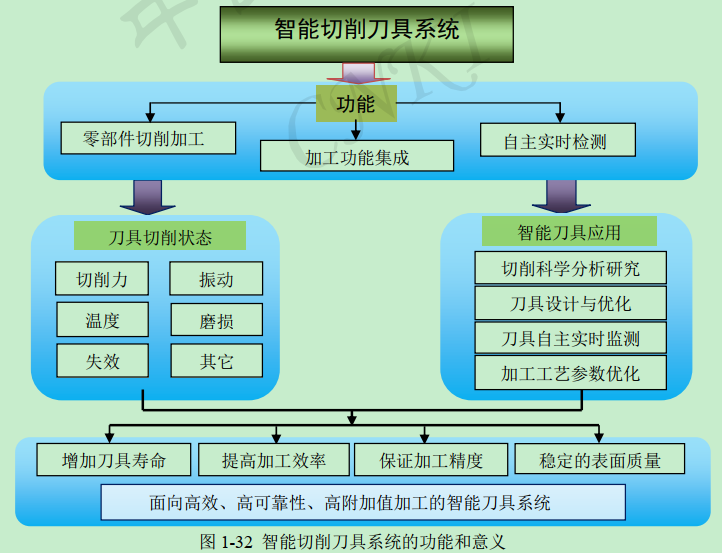 智能切削刀具系统
功能
零部件切削加工
加工功能集成
自主实时检测
刀具切削状态
切削力
振动
温度
磨损
失效
其它
智能刀具应用
切削科学分析研究
刀具设计与优化
刀具自主实时监测
加工工艺参数优化
增加刀具寿命
提高加工效率
保证加工精度
稳定的表面质量
面向高效、高可靠性、高附加值加工的智能刀具系统
图 1-32 智能切削刀具系统的功能和意义
CNKI